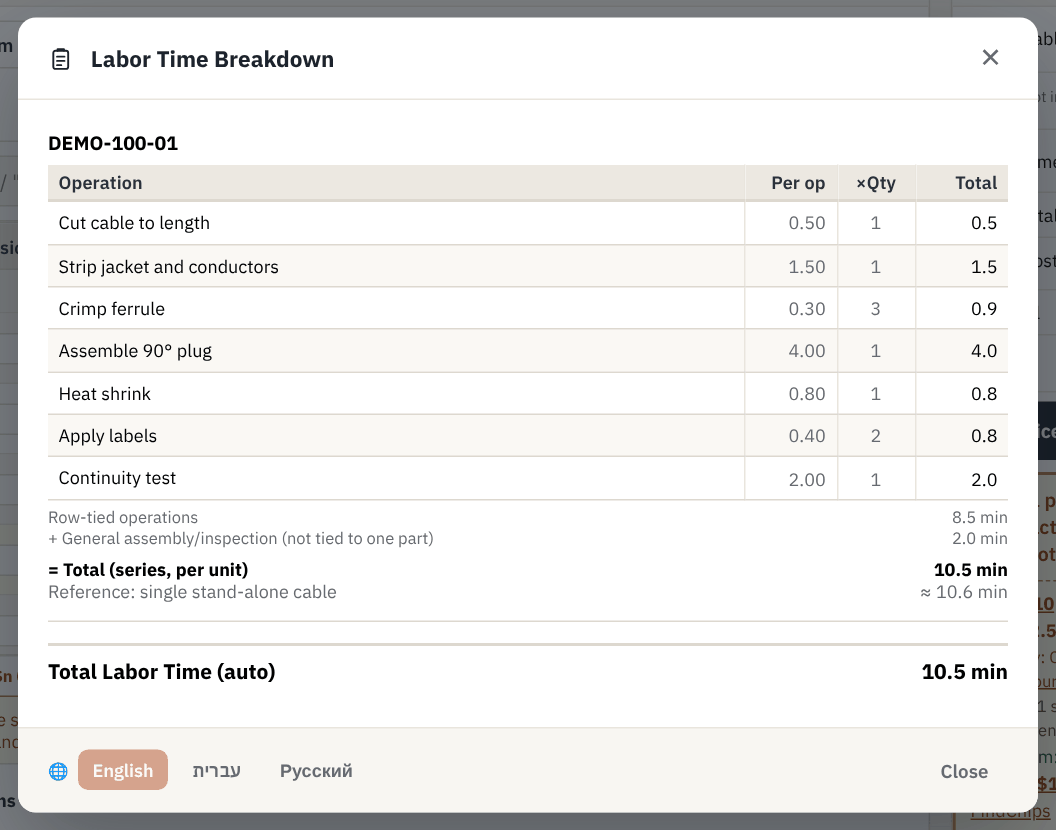 Labor Time Breakdown
DEMO-100-01
Operation Per op ×Qty Total
Cut cable to length 0.50 1 0.5
Strip jacket and conductors 1.50 1 1.5
Crimp ferrule 0.30 3 0.9
Assemble 90° plug 4.00 1 4.0
Heat shrink 0.80 1 0.8
Apply labels 0.40 2 0.8
Continuity test 2.00 1 2.0
Row-tied operations 8.5 min
+ General assembly/inspection (not tied to one part) 2.0 min
= Total (series, per unit) 10.5 min
Reference: single stand-alone cable ≈ 10.6 min
Total Labor Time (auto) 10.5 min
English עברית Русский Close